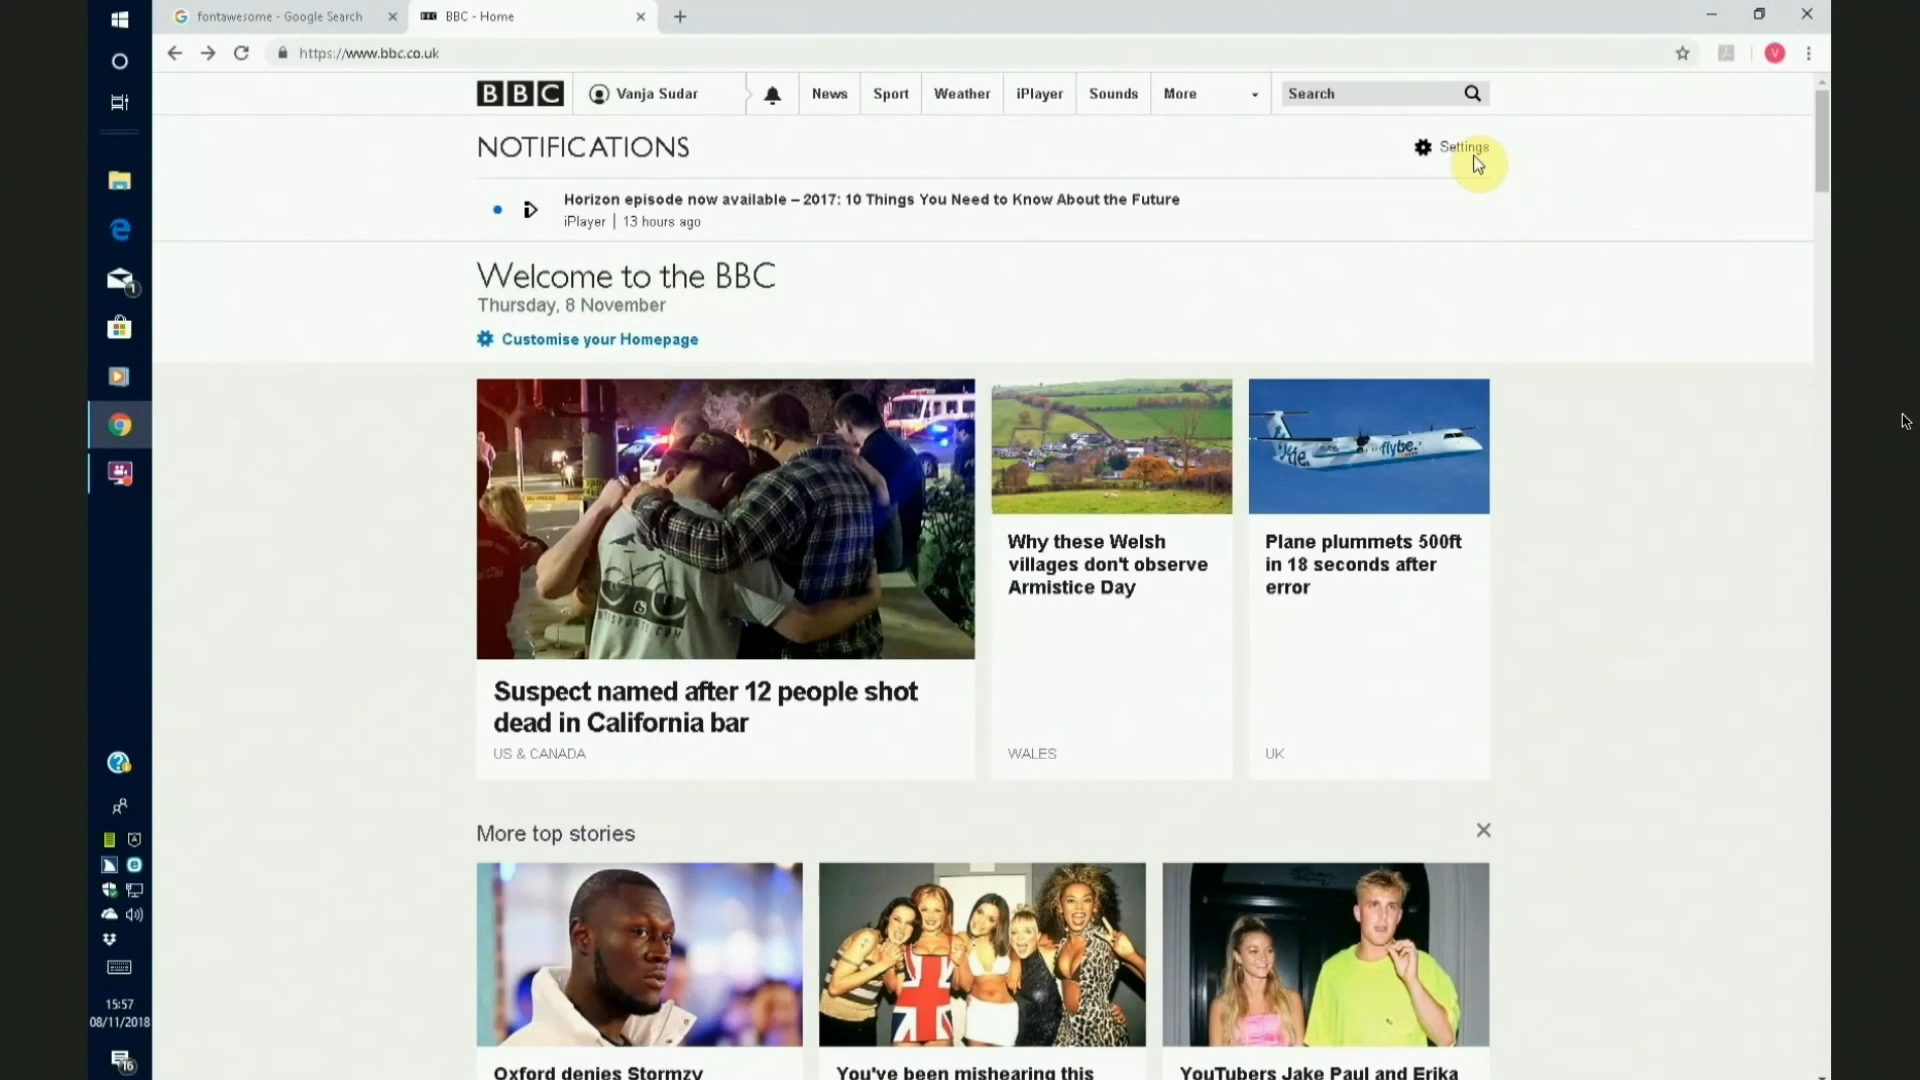 fontawesome - Google Search
BBC - Home
https://www.bbc.co.uk
V
BBC
Vanja Sudar
News
Sport
Weather
iPlayer
Sounds
More
Search
NOTIFICATIONS
Settings
Horizon episode now available – 2017: 10 Things You Need to Know About the Future
iPlayer | 13 hours ago
Welcome to the BBC
Thursday, 8 November
Customise your Homepage
flybe.
Suspect named after 12 people shot
dead in California bar
US & CANADA
Why these Welsh
villages don't observe
Armistice Day
WALES
Plane plummets 500ft
in 18 seconds after
error
UK
More top stories
Oxford denies Stormzy
You've been mishearing this
YouTubers Jake Paul and Erika
1
15:57
08/11/2018
16